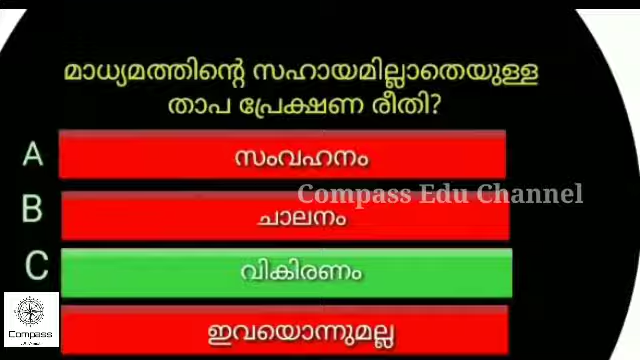 മാധ്യമത്തിന്റെ സഹായമില്ലാതെയുള്ള
താപ പ്രേക്ഷണ രീതി?
A സംവഹനം
Compass Edu Channel
B ചാലനം
C വികിരണം
Compass
ഇവയൊന്നുമല്ല